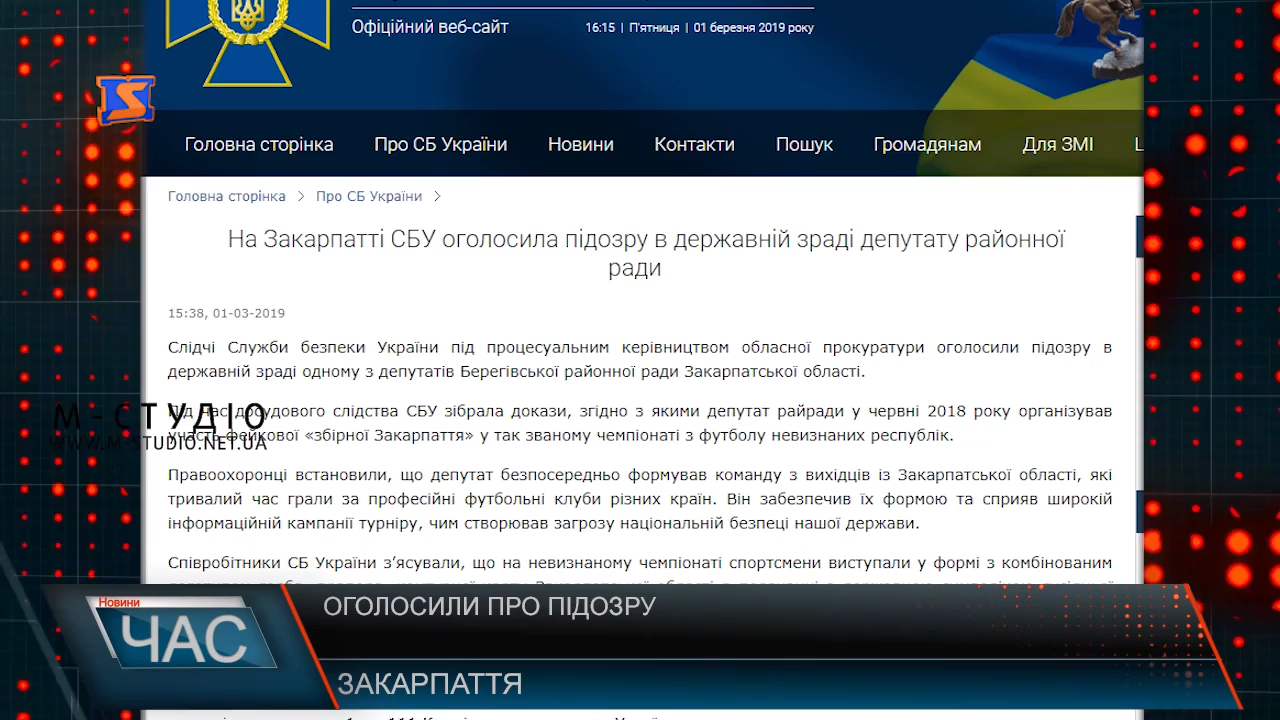 Офіційний веб-сайт
16:15 | П'ятниця | 01 березня 2019 року
Головна сторінка Про СБ України Новини Контакти Пошук Громадянам Для ЗМІ
Головна сторінка > Про СБ України >
На Закарпатті СБУ оголосила підозру в державній зраді депутату районної
ради
15:38, 01-03-2019
Слідчі Служби безпеки України під процесуальним керівництвом обласної прокуратури оголосили підозру в
державній зраді одному з депутатів Берегівської районної ради Закарпатської області.
Під час досудового слідства СБУ зібрала докази, згідно з якими депутат райради у червні 2018 року організував
участь фейкової «збірної Закарпаття» у так званому чемпіонаті з футболу невизнаних республік.
М-СТУДІО
WWW.M-STUDIO.NET.UA
Правоохоронці встановили, що депутат безпосередньо формував команду з вихідців із Закарпатської області, які
тривалий час грали за професійні футбольні клуби різних країн. Він забезпечив їх формою та сприяв широкій
інформаційній кампанії турніру, чим створював загрозу національній безпеці нашої держави.
Співробітники СБ України з’ясували, що на невизнаному чемпіонаті спортсмени виступали у формі з комбінованим
Новини
ЧАС
ОГОЛОСИЛИ ПРО ПІДОЗРУ
ЗАКАРПАТТЯ